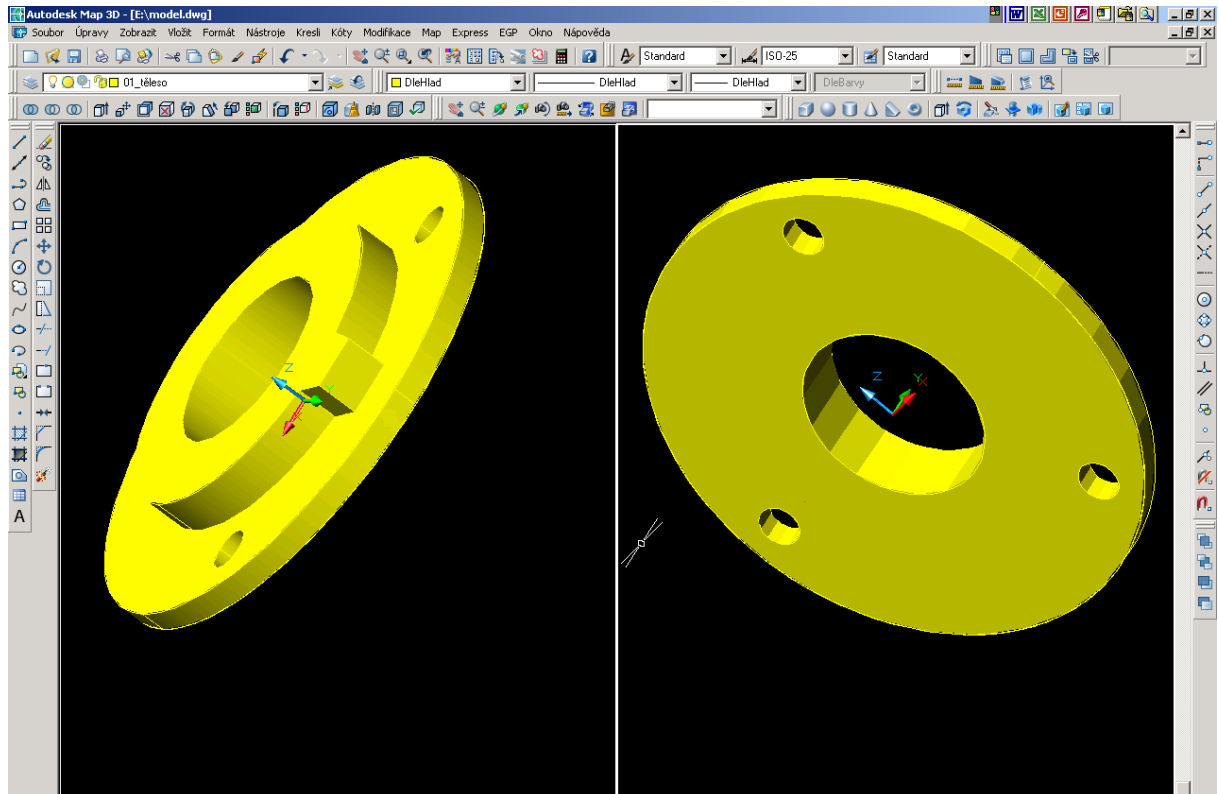 Autodesk Map 3D - [E:\model.dwg]
Soubor Úpravy Zobrazit Vložit Formát Nástroje Kresli Kóty Modifikace Map Express EGP Okno Nápověda
Standard ISO-25 Standard
01_těleso DleHlad DleHlad DleHlad DleBarvy
Z Y X
Z Y X
A